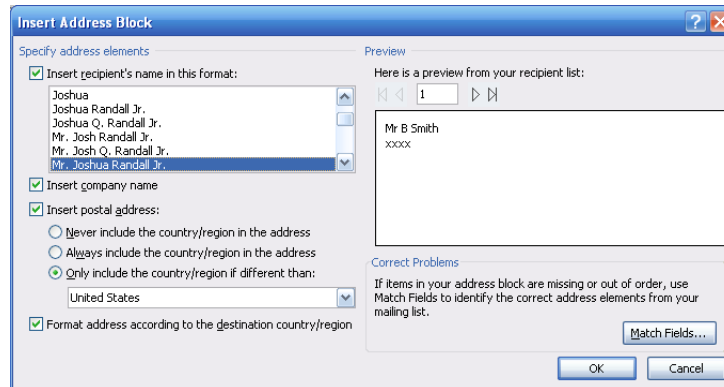 Insert Address Block
Specify address elements
Insert recipient's name in this format:
Joshua
Joshua Randall Jr.
Joshua Q. Randall Jr.
Mr. Josh Randall Jr.
Mr. Josh Q. Randall Jr.
Mr. Joshua Randall Jr.
Insert company name
Insert postal address:
Never include the country/region in the address
Always include the country/region in the address
Only include the country/region if different than:
United States
Format address according to the destination country/region
Preview
Here is a preview from your recipient list:
1
Mr B Smith
xxxx
Correct Problems
If items in your address block are missing or out of order, use
Match Fields to identify the correct address elements from your
mailing list.
Match Fields...
OK
Cancel